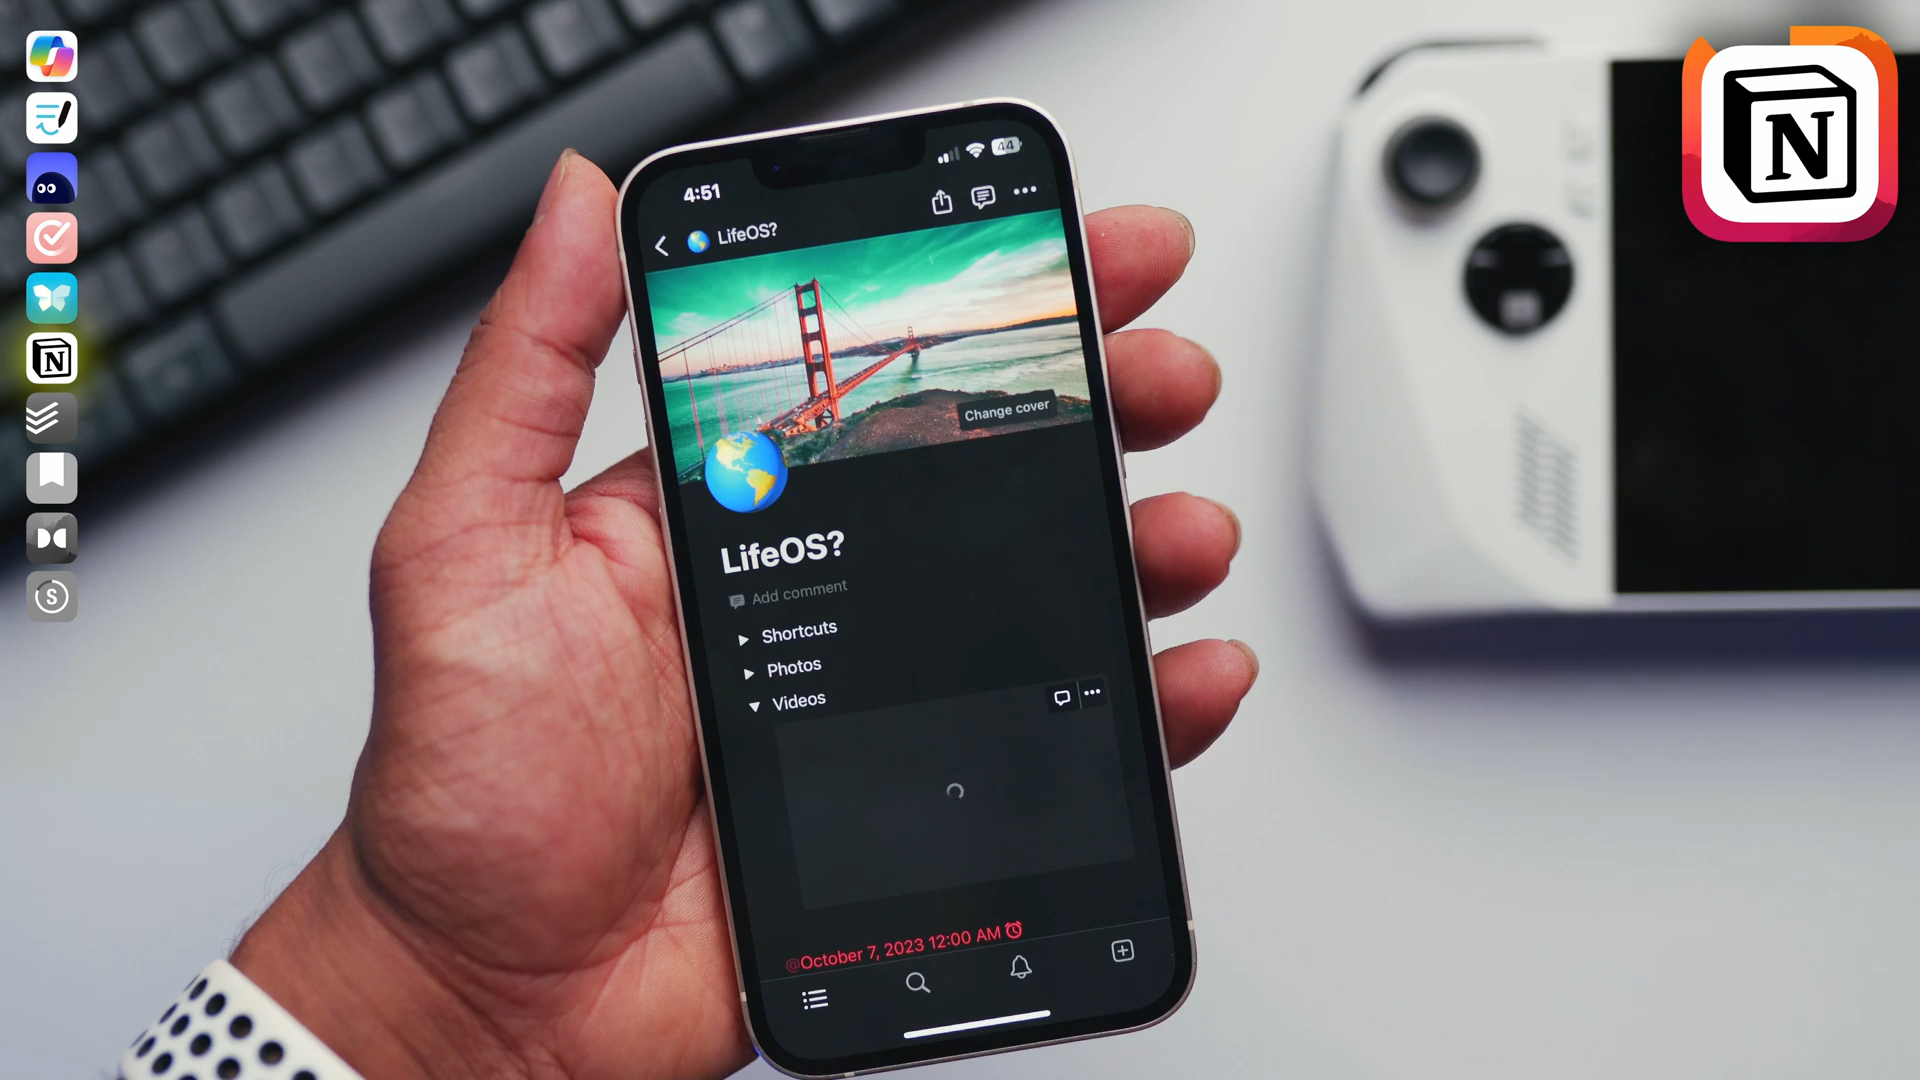 4:51
44
LifeOS?
Change cover
LifeOS?
Add comment
Shortcuts
Photos
Videos
@October 7, 2023 12:00 AM
N
N
S